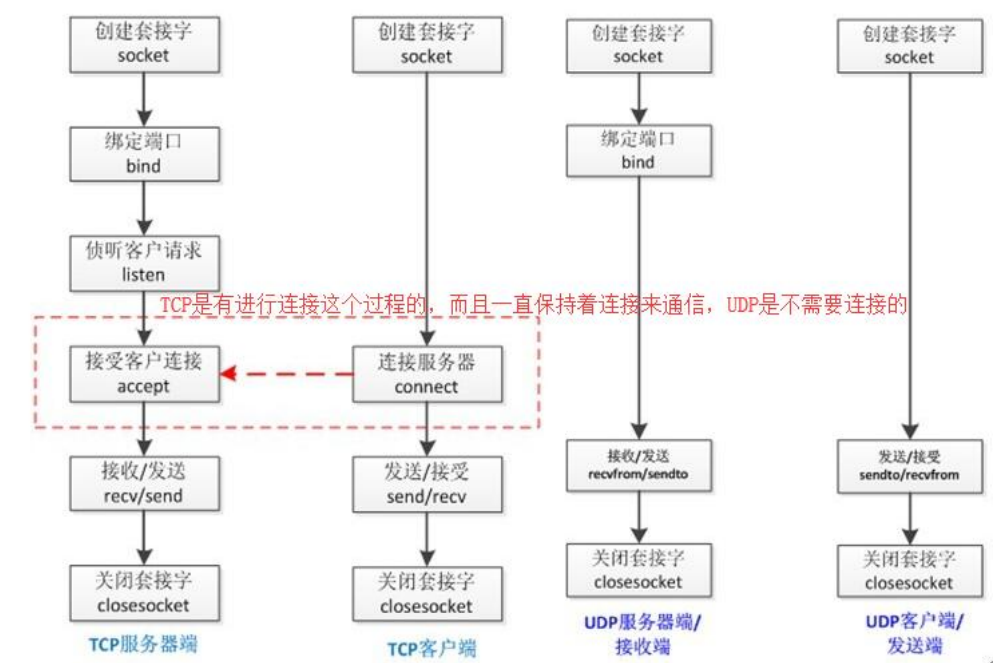 创建套接字
socket
绑定端口
bind
侦听客户请求
listen
接受客户连接
accept
接收/发送
recv/send
关闭套接字
closesocket
TCP服务器端
创建套接字
socket
连接服务器
connect
发送/接受
send/recv
关闭套接字
closesocket
TCP客户端
TCP是有进行连接这个过程的，而且一直保持着连接来通信，UDP是不需要连接的
创建套接字
socket
绑定端口
bind
接收/发送
recvfrom/sendto
关闭套接字
closesocket
UDP服务器端/
接收端
创建套接字
socket
发送/接受
sendto/recvfrom
关闭套接字
closesocket
UDP客户端/
发送端